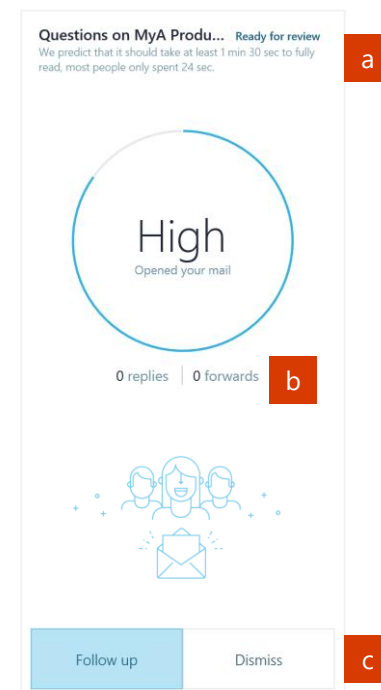 Questions on MyA Produ... Ready for review
We predict that it should take at least 1 min 30 sec to fully
read, most people only spent 24 sec.
a
High
Opened your mail
0 replies 0 forwards
b
Follow up Dismiss
c